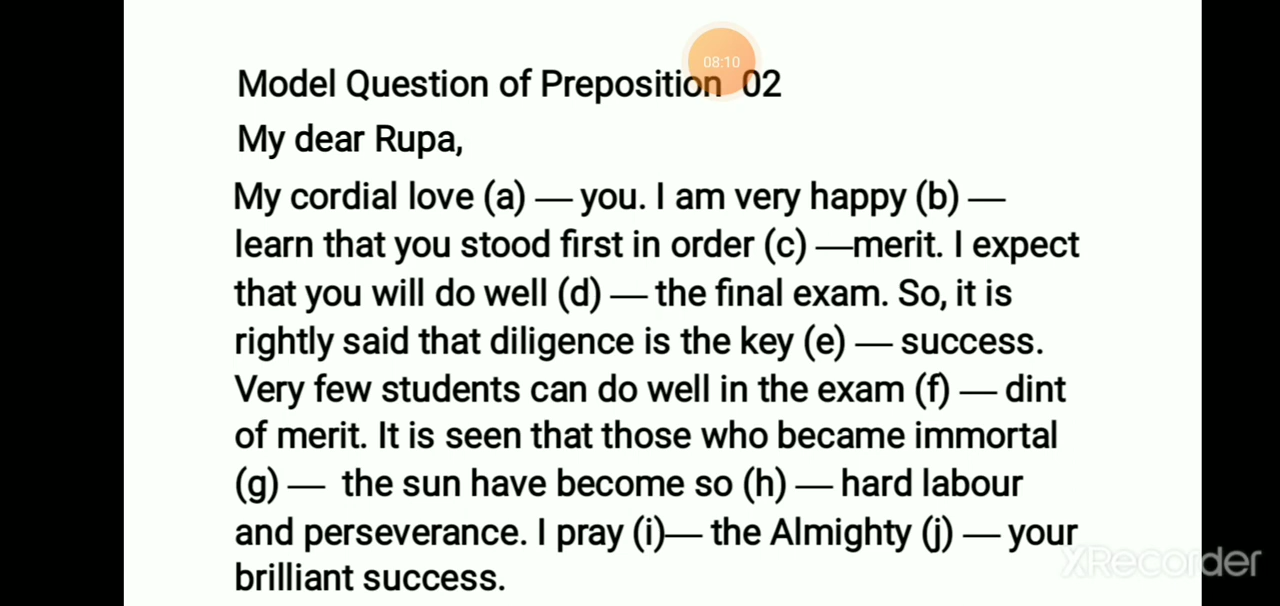 08:10
Model Question of Preposition 02
My dear Rupa,
My cordial love (a) — you. I am very happy (b) —
learn that you stood first in order (c) —merit. I expect
that you will do well (d) — the final exam. So, it is
rightly said that diligence is the key (e) — success.
Very few students can do well in the exam (f) — dint
of merit. It is seen that those who became immortal
(g) — the sun have become so (h) — hard labour
and perseverance. I pray (i)— the Almighty (j) — your
brilliant success.
XRecorder